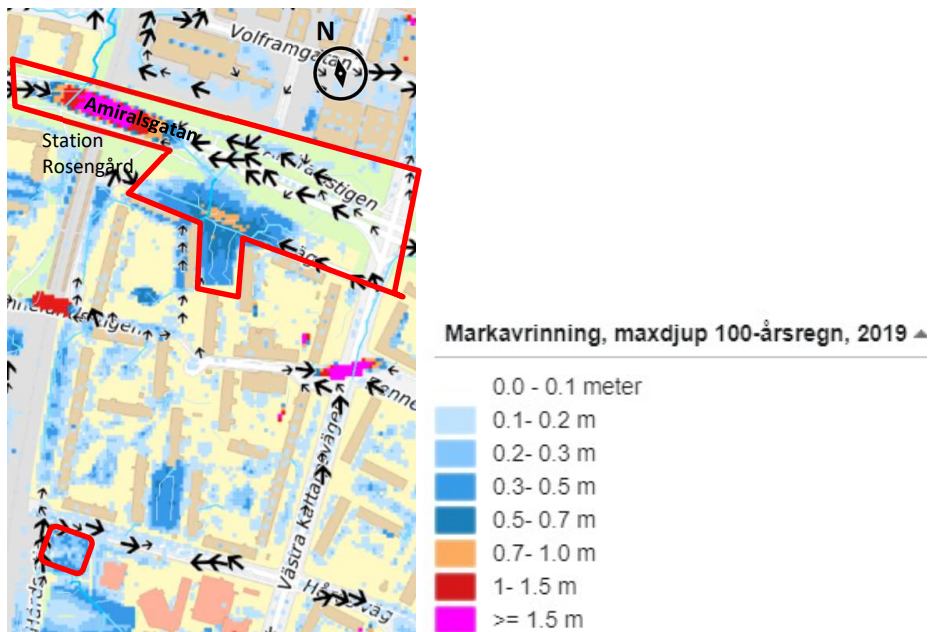 Volframgatan
N
Amiralsgatan
Station
Rosengård
Västra Kattarpsvägen
Markavrinning, maxdjup 100-årsregn, 2019
0.0 - 0.1 meter
0.1- 0.2 m
0.2- 0.3 m
0.3- 0.5 m
0.5- 0.7 m
0.7- 1.0 m
1- 1.5 m
>= 1.5 m